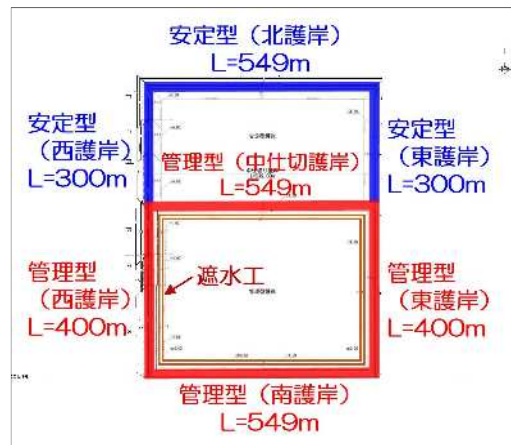 安定型（北護岸）
L=549m
安定型
（西護岸）
L=300m
安定型
（東護岸）
L=300m
管理型（中仕切護岸）
L=549m
管理型
（西護岸）
L=400m
遮水工
管理型
（東護岸）
L=400m
管理型（南護岸）
L=549m